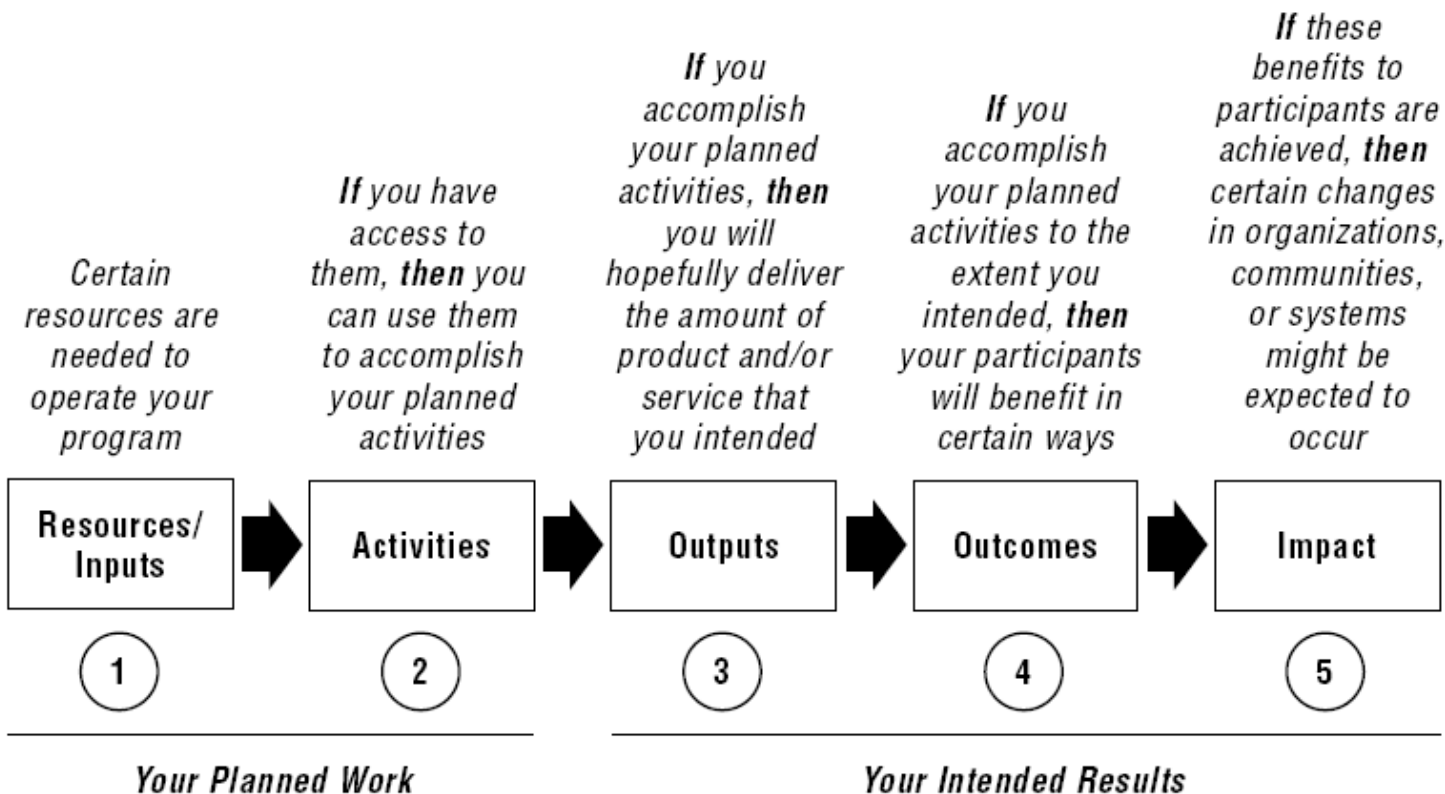 Certain
resources are
needed to
operate your
program
If you have
access to
them, then you
can use them
to accomplish
your planned
activities
If you
accomplish
your planned
activities, then
you will
hopefully deliver
the amount of
product and/or
service that
you intended
If you
accomplish
your planned
activities to the
extent you
intended, then
your participants
will benefit in
certain ways
If these
benefits to
participants are
achieved, then
certain changes
in organizations,
communities,
or systems
might be
expected to
occur
Resources/
Inputs
Activities
Outputs
Outcomes
Impact
1
2
3
4
5
Your Planned Work
Your Intended Results